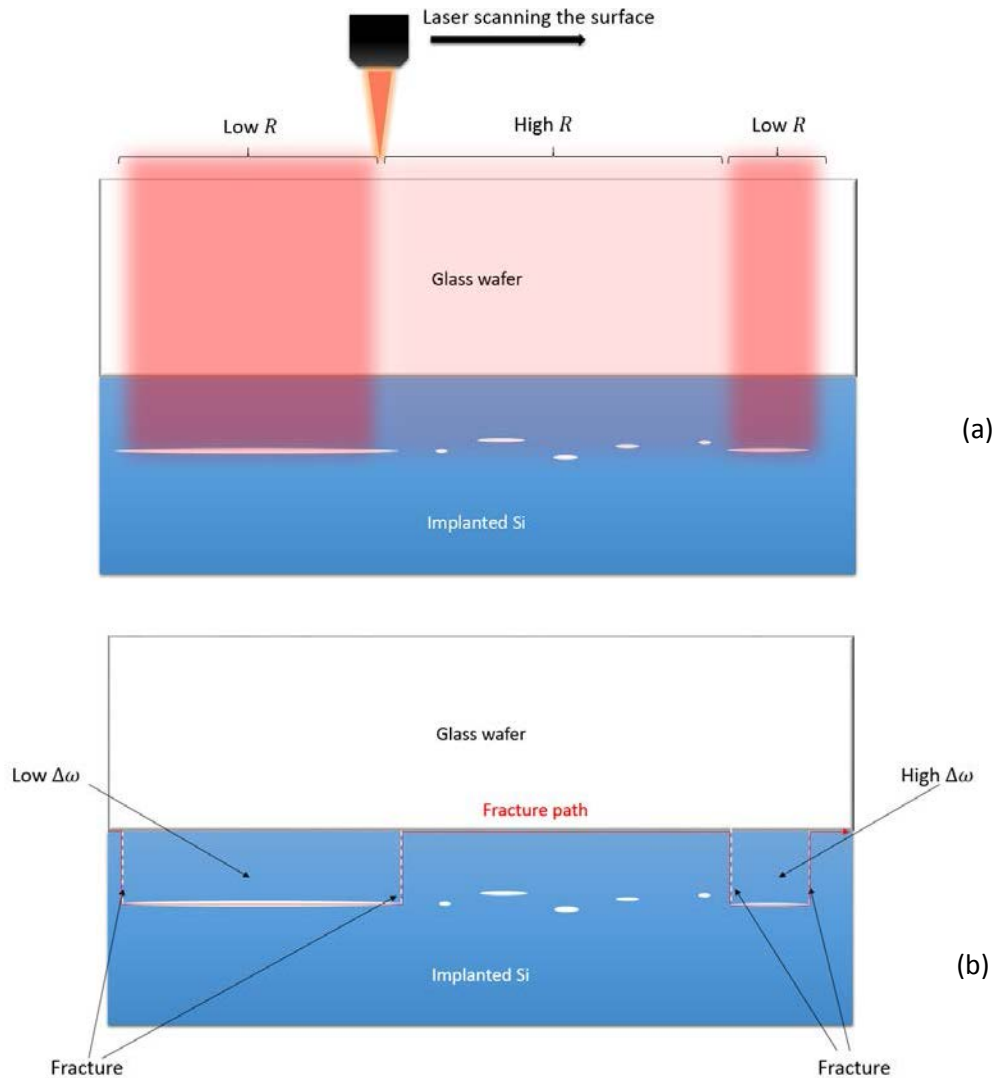 Laser scanning the surface
Low R
High R
Low R
Glass wafer
(a)
Implanted Si
Glass wafer
Low Δω
High Δω
Fracture path
Implanted Si
(b)
Fracture
Fracture